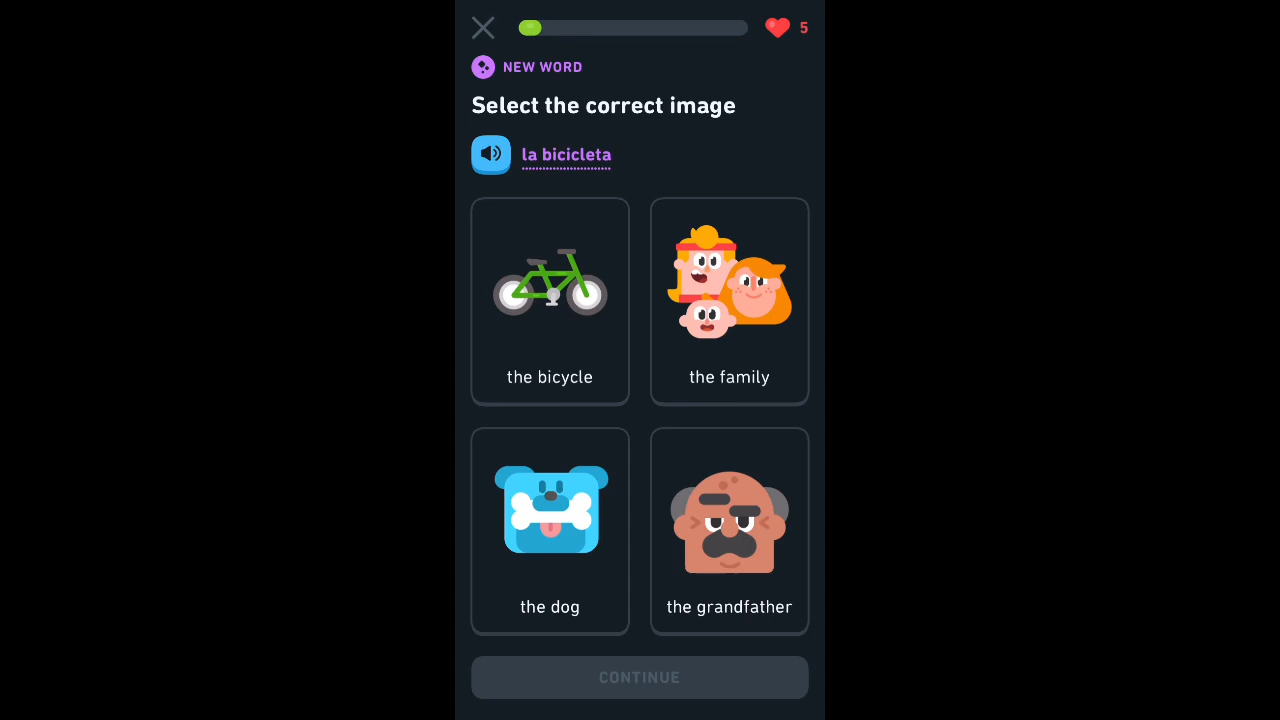 5
NEW WORD
Select the correct image
la bicicleta
the bicycle
the family
the dog
the grandfather
CONTINUE